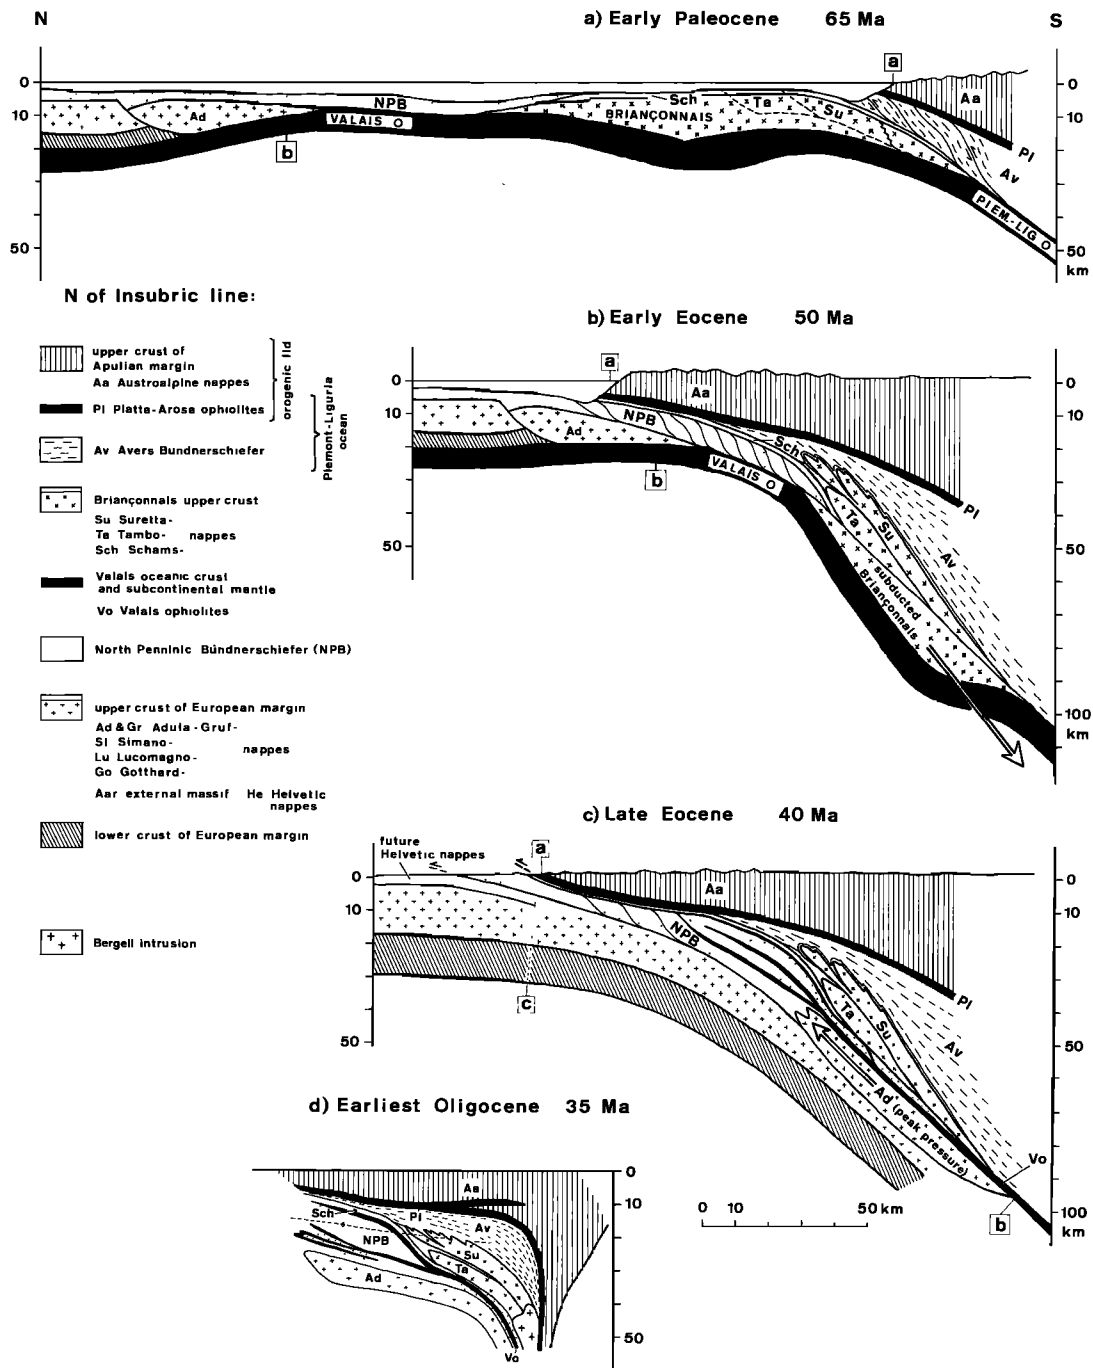 N
a) Early Paleocene 65 Ma
S
a
0
10
50
NPB
Ad
VALAIS O
b
Sch
Ta
BRIANÇONNAIS
Su
Aa
Pl
Av
PIEM.-LIG O
0
10
50
km
N of Insubric line:
upper crust of
Apulian margin
Aa Austroalpine nappes
Pl Platta-Arosa ophiolites
orogenic lid
Piemont-Liguria
ocean
Av Avers Bundnerschiefer
Briançonnais upper crust
Su Suretta-
Ta Tambo- nappes
Sch Schams-
Valais oceanic crust
and subcontinental mantle
Vo Valais ophiolites
North Penninic Bündnerschiefer (NPB)
upper crust of European margin
Ad & Gr Adula-Gruf-
Si Simano-
nappes
Lu Lucomagno-
Go Gotthard-
Aar external massif He Helvetic
nappes
lower crust of European margin
Bergell intrusion
b) Early Eocene 50 Ma
a
0
10
50
Aa
NPB
Ad
Sch
VALAIS O
b
Pl
Ta
Su
Av
subducted
Briançonnais
0
10
50
100
km
c) Late Eocene 40 Ma
future
Helvetic nappes
a
0
10
50
Aa
NPB
c
Pl
Ta
Su
Av
Ad (peak pressure)
Vo
b
0
10
50
100
km
0 10 50 km
d) Earliest Oligocene 35 Ma
0
10
50
Aa
Sch
Pl
Av
NPB
Su
Ta
Ad
Vo